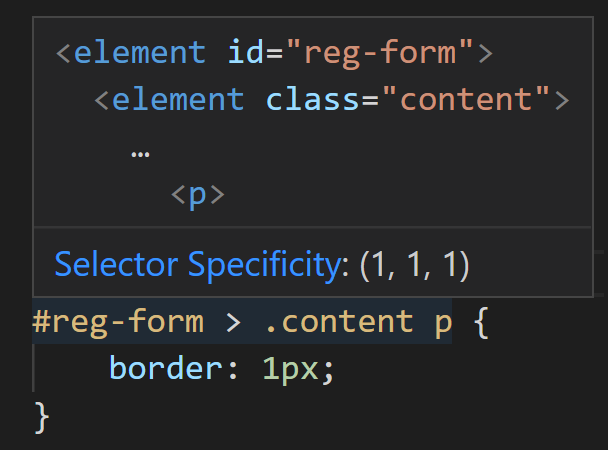 <element id="reg-form">
<element class="content">
…
<p>
Selector Specificity: (1, 1, 1)
#reg-form > .content p {
border: 1px;
}